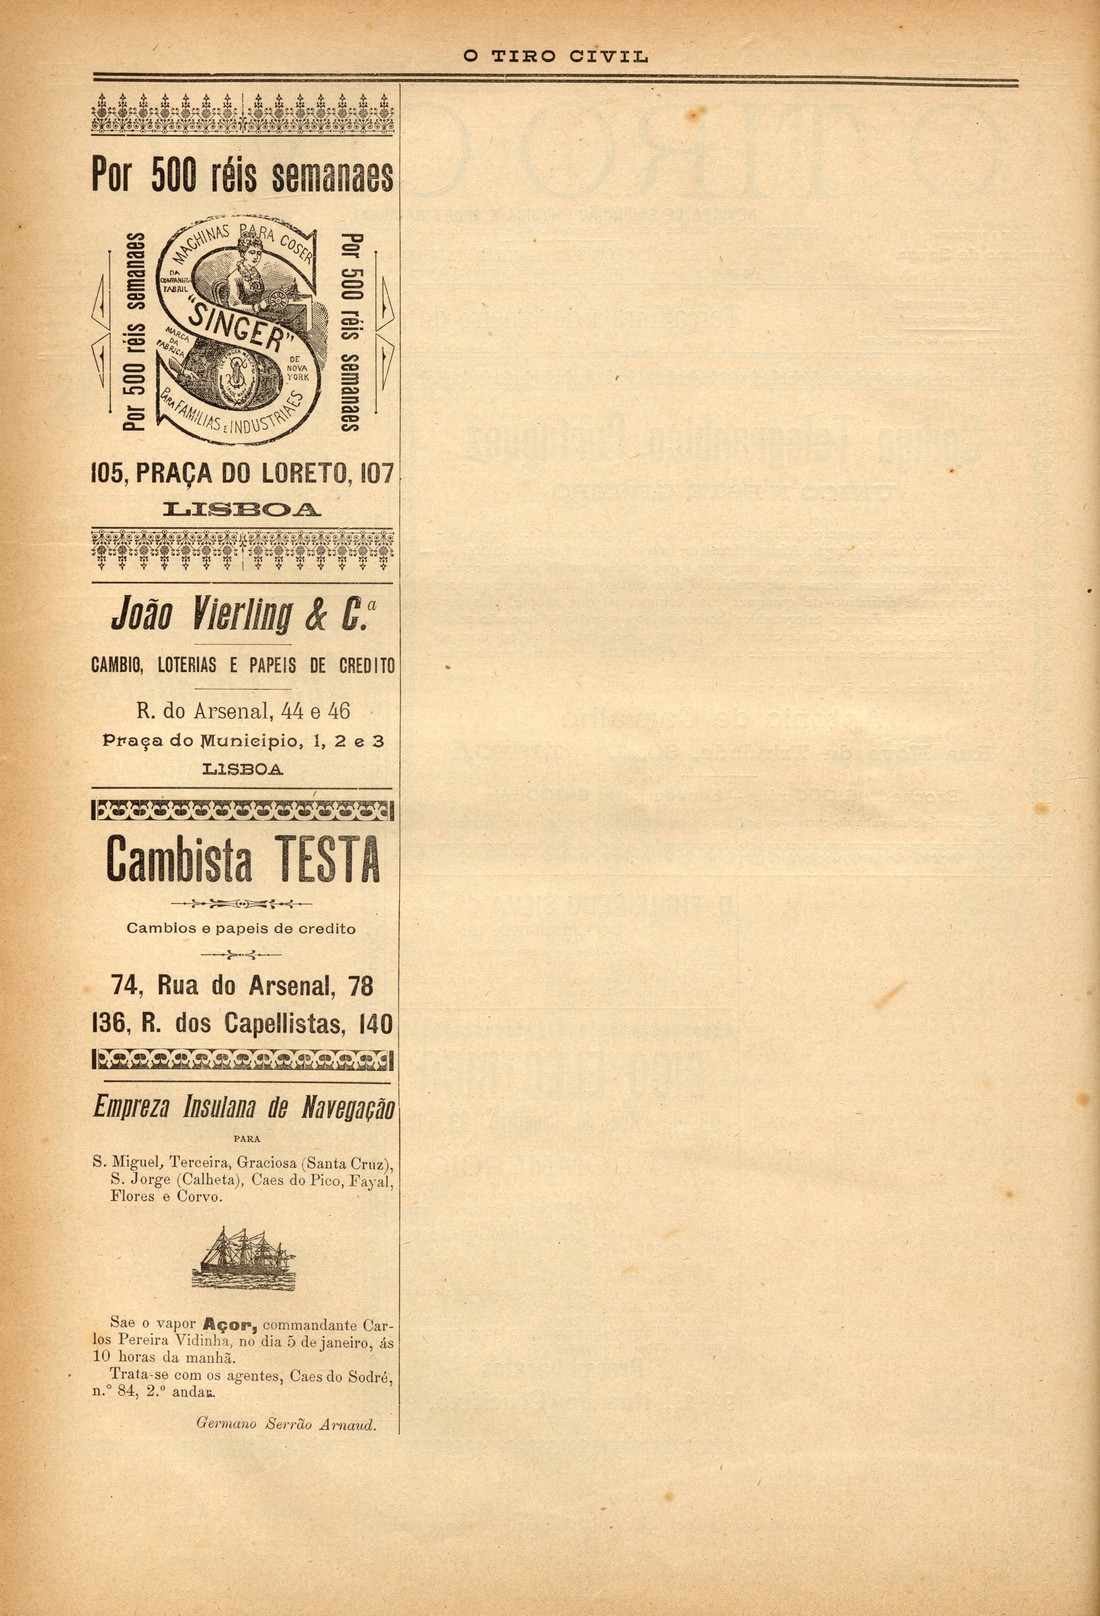 O TIRO CIVIL
Por 500 réis semanaes
Por 500 réis semanaes
MACHINAS PARA COSER
DA
COMPANHIA
FABRIL
"SINGER"
MARCA
DA
FABRICA
DE
NOVA
YORK
PARA FAMILIAS E INDUSTRIAES
Por 500 réis semanaes
105, PRAÇA DO LORETO, 107
LISBOA
João Vierling & C.ª
CAMBIO, LOTERIAS E PAPEIS DE CREDITO
R. do Arsenal, 44 e 46
Praça do Municipio, 1, 2 e 3
LISBOA
Cambista TESTA
Cambios e papeis de credito
74, Rua do Arsenal, 78
136, R. dos Capellistas, 140
Empreza Insulana de Navegação
PARA
S. Miguel, Terceira, Graciosa (Santa Cruz),
S. Jorge (Calheta), Caes do Pico, Fayal,
Flores e Corvo.
Sae o vapor Açor, commandante Car-
los Pereira Vidinha, no dia 5 de janeiro, ás
10 horas da manhã.
Trata-se com os agentes, Caes do Sodré,
n.º 84, 2.º andar.
Germano Serrão Arnaud.